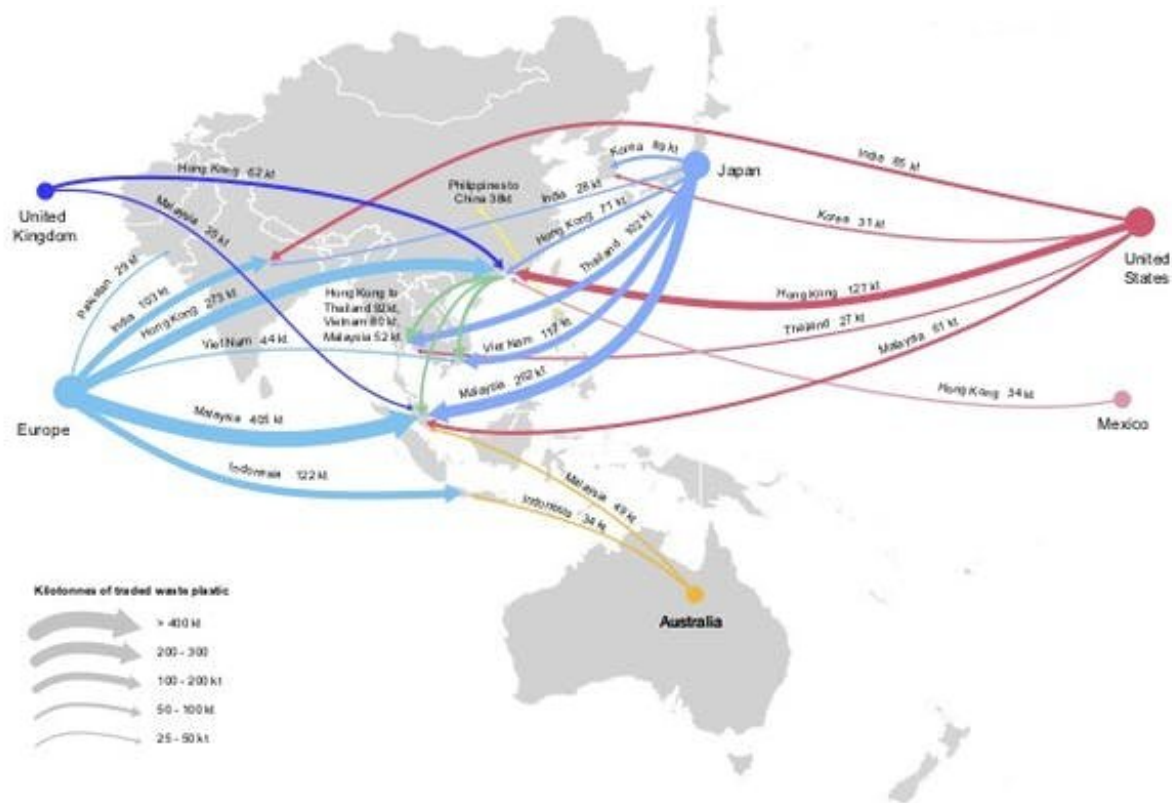 Korea 89 kt
India 85 kt
Hong Kong 62 kt
Japan
Philippines to
China 38kt
India 28 kt
Hong Kong 71 kt
Malaysia
kt
United
Kingdom
Korea 31 kt
Thailand 102 kt
United
States
Pakistan 29 kt
India 103 kt
Hong Kong
kt
Hong Kong to
Thailand 92kt,
Vietnam 80 kt,
Malaysia 52 kt
Hong Kong 127 kt
Thailand 27 kt
Viet Nam
kt
Viet Nam 44 kt
Malaysia 61 kt
Malaysia 202 kt
Hong Kong 34 kt
Mexico
Europe
Malaysia 405 kt
Indonesia 122 kt
Malaysia 49 kt
Indonesia 34 kt
Kilotonnes of traded waste plastic
> 400 kt
200 - 300
100 - 200 kt
50 - 100 kt
25 - 50 kt
Australia